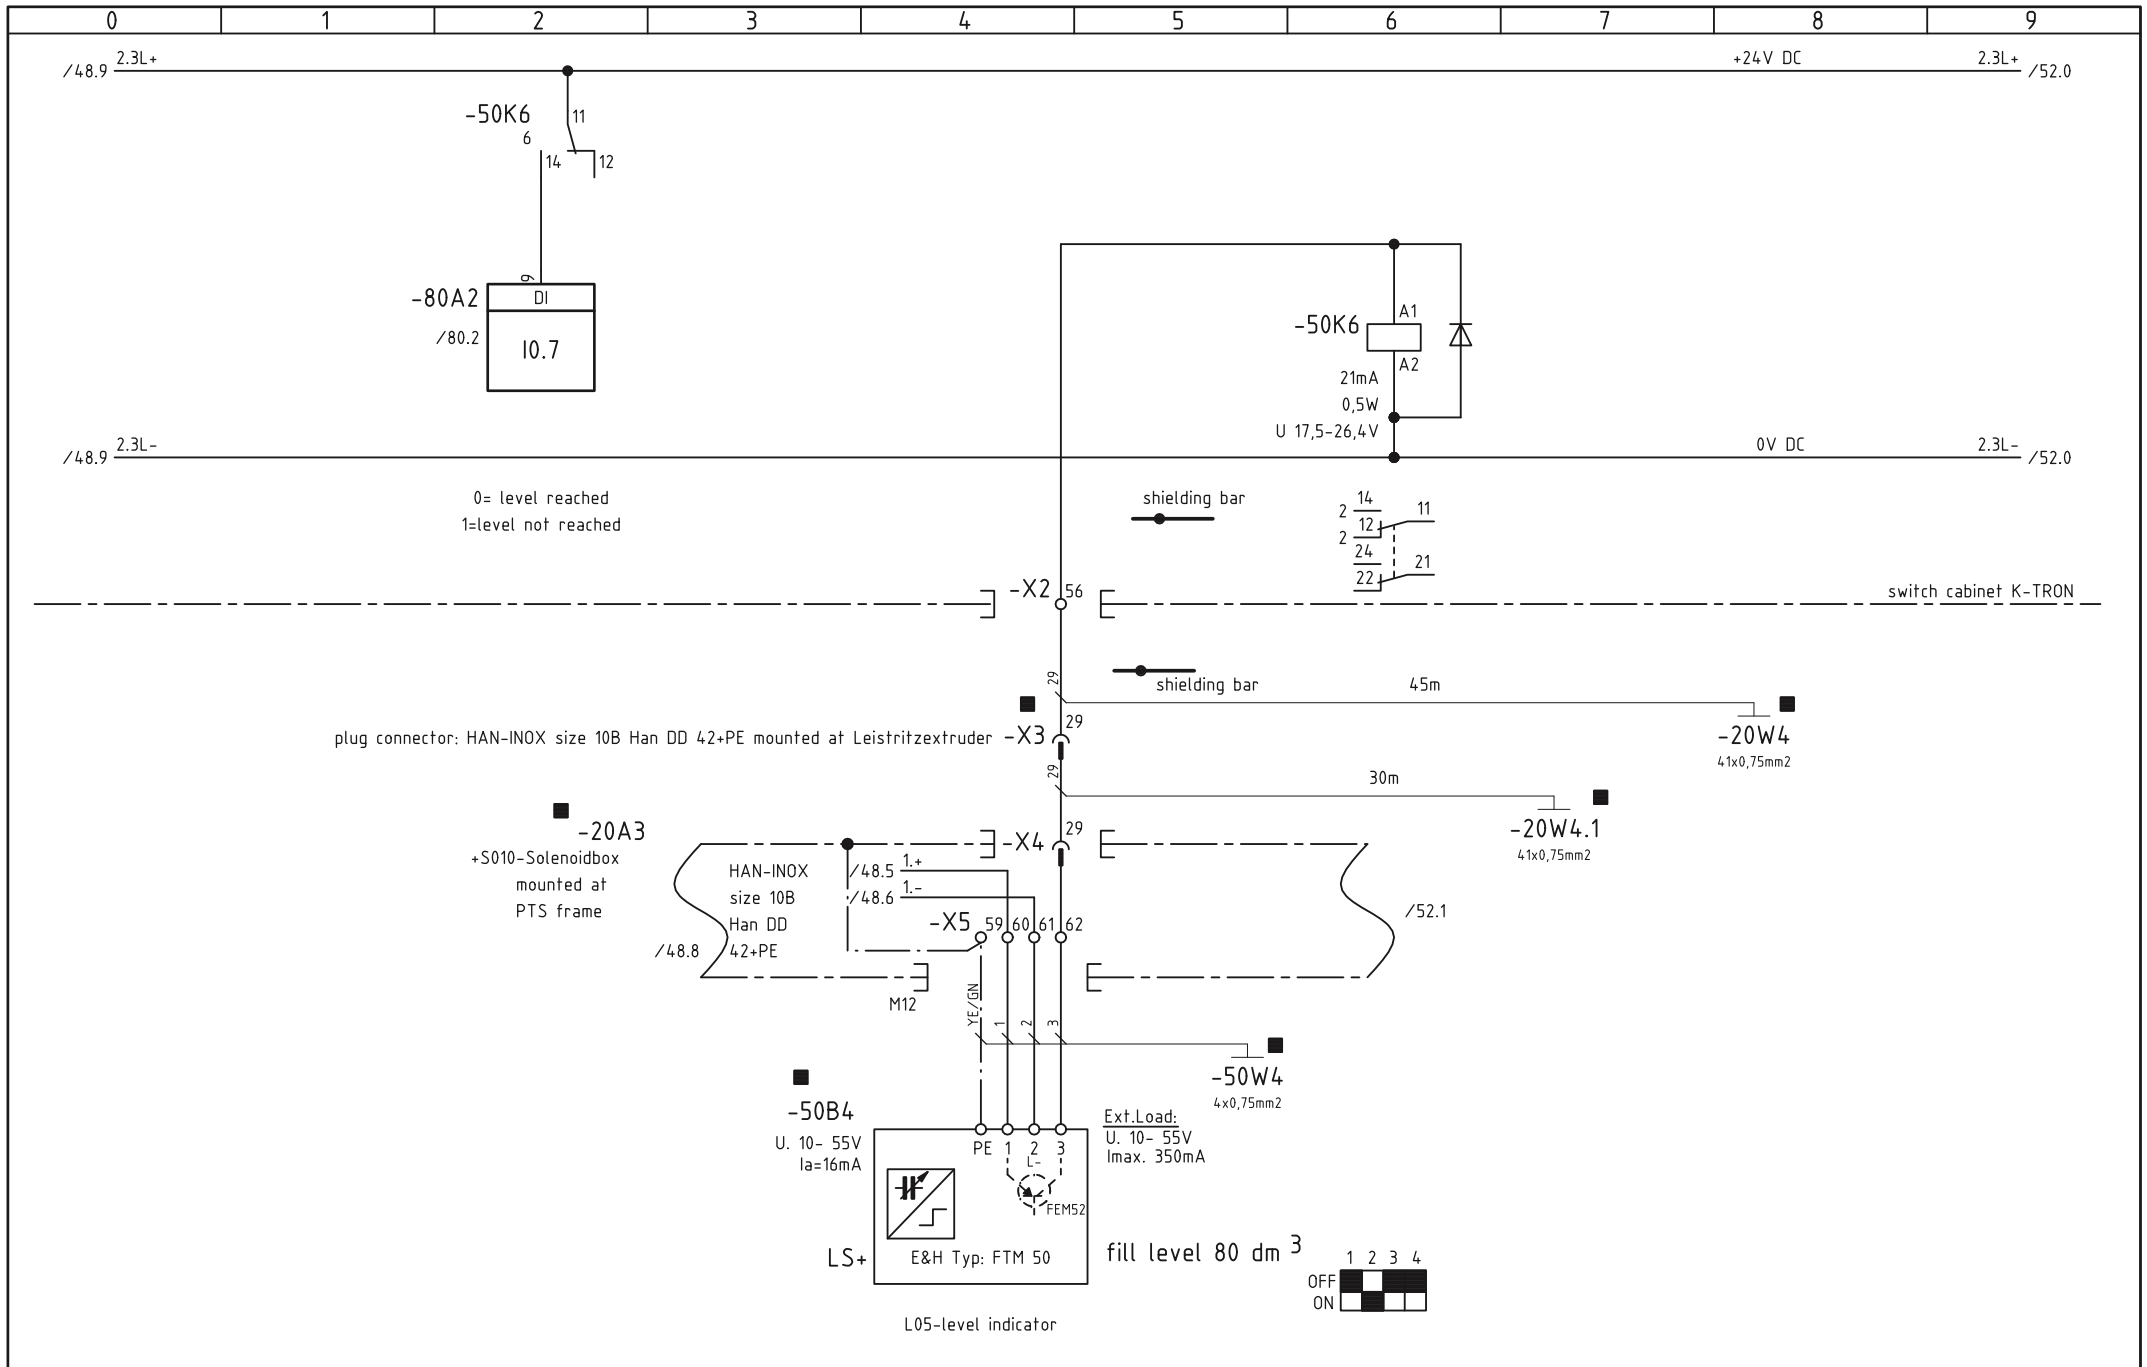 0 1 2 3 4 5 6 7 8 9
/48.9 2.3L+ +24V DC 2.3L+ /52.0
-50K6 11
6
14 12
9
-80A2 DI
/80.2
I0.7
-50K6 A1
A2
21mA
0,5W
U 17,5-26,4V
/48.9 2.3L- 0V DC 2.3L- /52.0
0= level reached
1=level not reached
shielding bar
14
2 11
12
2
24
21
22
-X2 56
switch cabinet K-TRON
29
shielding bar
45m
29
plug connector: HAN-INOX size 10B Han DD 42+PE mounted at Leistritzextruder -X3
-20W4
41x0,75mm2
29
30m
-20A3
+S010-Solenoidbox
mounted at
PTS frame
-X4 29
-20W4.1
41x0,75mm2
HAN-INOX
size 10B
Han DD
42+PE
/48.5 1.+
/48.6 1.-
/52.1
-X5 59 60 61 62
/48.8
M12
YE/GN 1 2 3
-50W4
4x0,75mm2
-50B4
U. 10- 55V
Ia=16mA
Ext.Load:
U. 10- 55V
Imax. 350mA
PE 1 2 3
L-
FEM52
LS+ E&H Typ: FTM 50
fill level 80 dm 3
1 2 3 4
OFF
ON
L05-level indicator